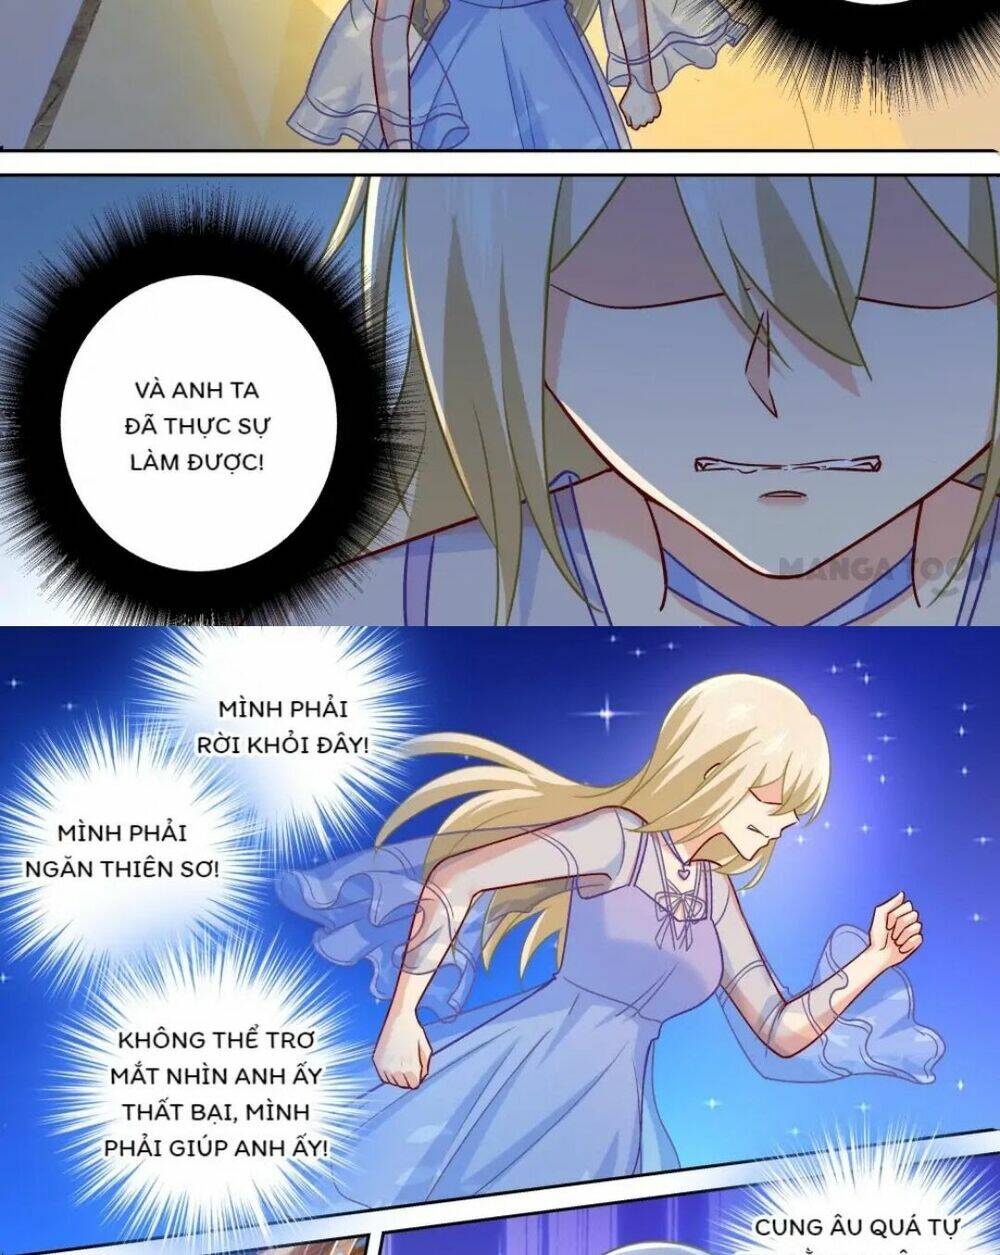 VÀ ANH TA
ĐÃ THỰC SỰ
LÀM ĐƯỢC!
MANGATOON
MÌNH PHẢI
RỜI KHỎI ĐÂY!
MÌNH PHẢI
NGĂN THIÊN SƠ!
KHÔNG THỂ TRƠ
MẮT NHÌN ANH ẤY
THẤT BẠI, MÌNH
PHẢI GIÚP ANH ẤY!
CUNG ÂU QUÁ TỰ